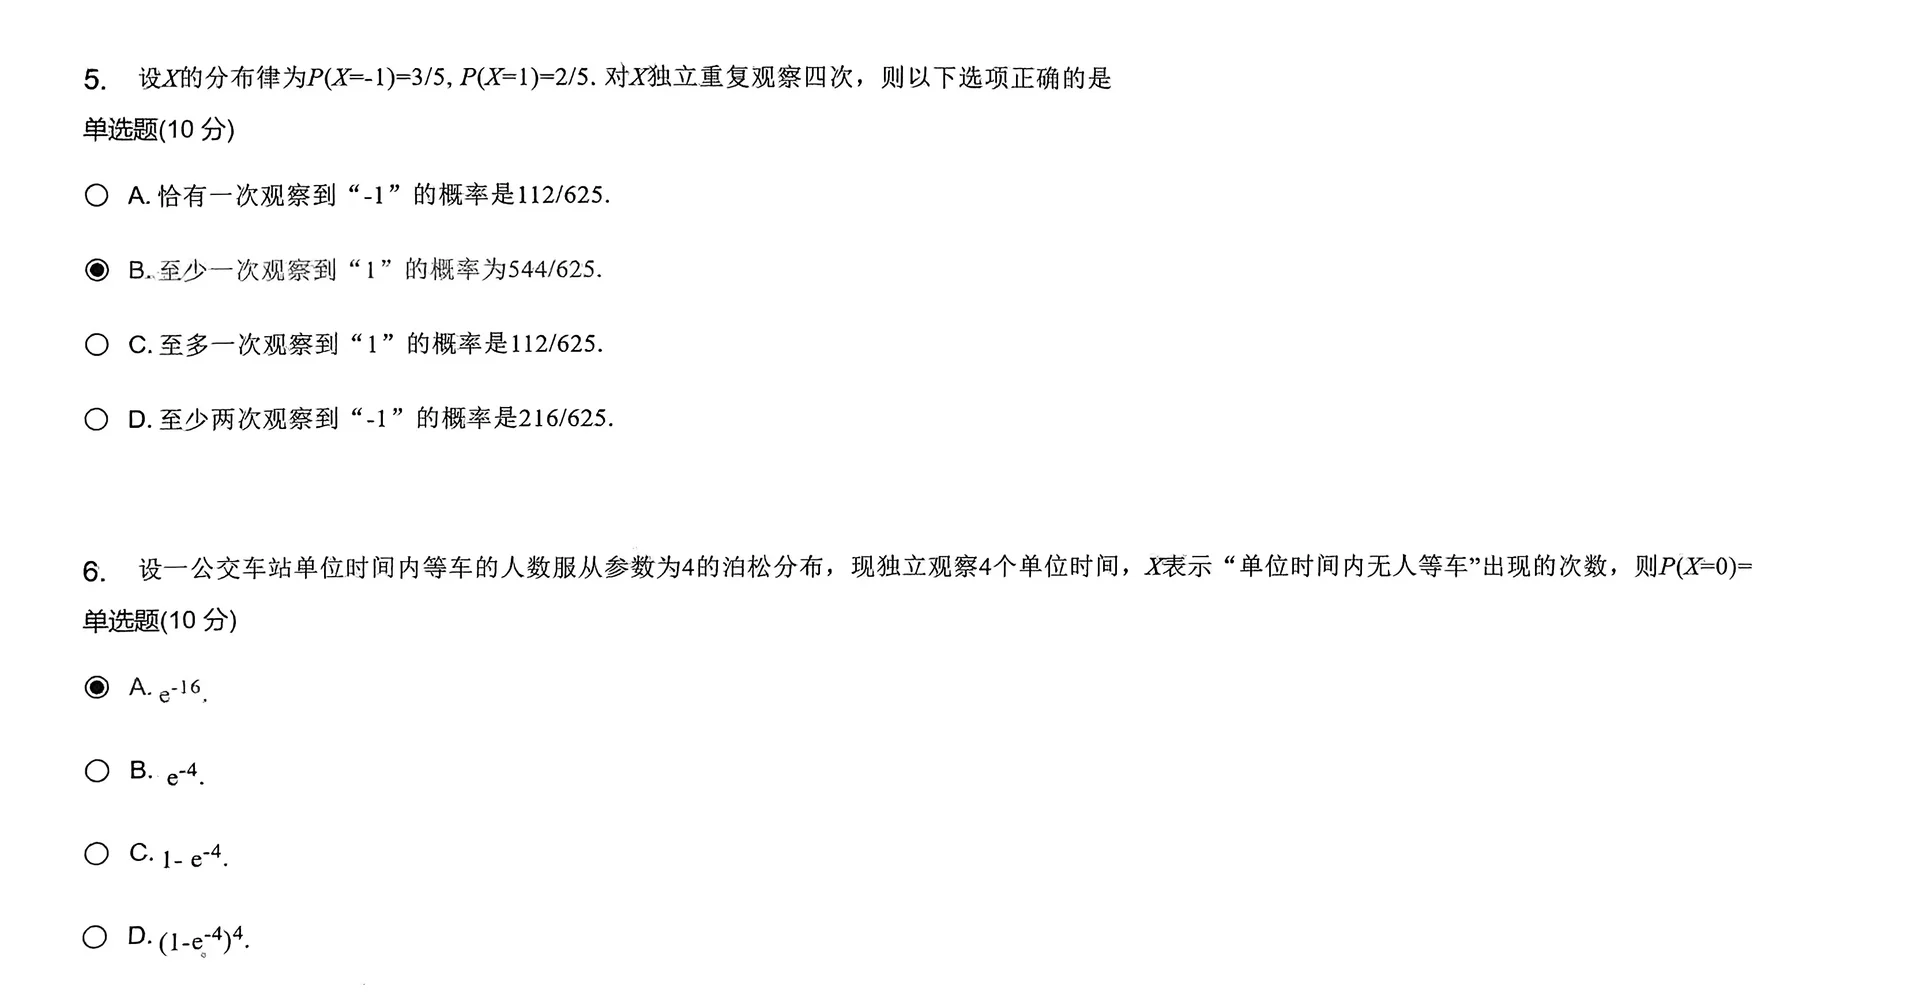 5. 设X的分布律为P(X=-1)=3/5, P(X=1)=2/5. 对X独立重复观察四次，则以下选项正确的是
单选题(10 分)
A. 恰有一次观察到“-1”的概率是112/625.
B. 至少一次观察到“1”的概率为544/625.
C. 至多一次观察到“1”的概率是112/625.
D. 至少两次观察到“-1”的概率是216/625.
6. 设一公交车站单位时间内等车的人数服从参数为4的泊松分布，现独立观察4个单位时间，X表示“单位时间内无人等车”出现的次数，则P(X=0)=
单选题(10 分)
A. e⁻¹⁶.
B. e⁻⁴.
C. 1- e⁻⁴.
D. (1-e⁻⁴)⁴.